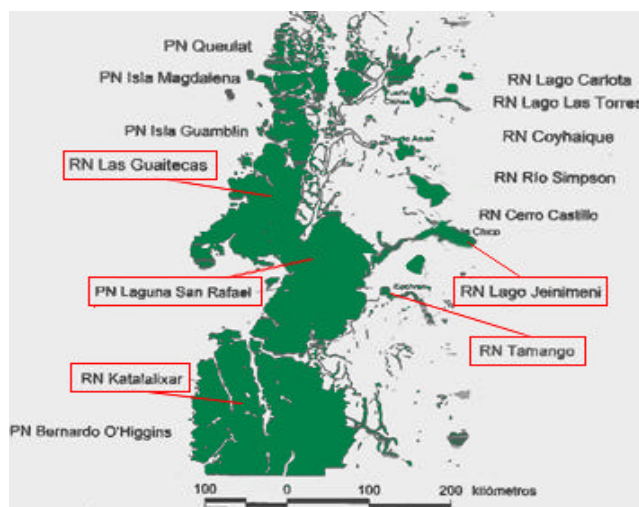 PN Queulat
PN Isla Magdalena
RN Lago Carlota
RN Lago Las Torres
PN Isla Guamblin
RN Coyhaique
RN Las Guaitecas
RN Río Simpson
RN Cerro Castillo
Chico
PN Laguna San Rafael
RN Lago Jeinimeni
RN Tamango
RN Katalalixar
PN Bernardo O'Higgins
100 0 100 200 kilómetros